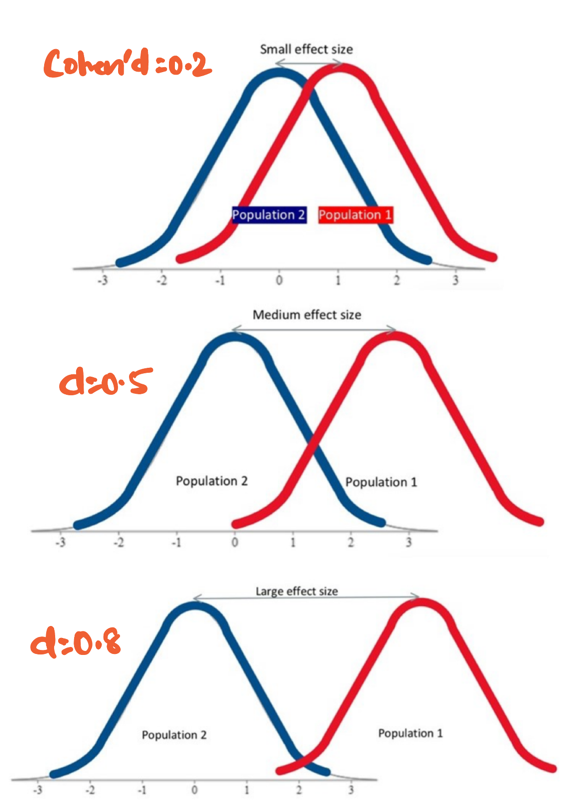 Small effect size
Cohen'd=0.2
Population 2 Population 1
-3 -2 -1 0 1 2 3
Medium effect size
d=0.5
Population 2 Population 1
-3 -2 -1 0 1 2 3
Large effect size
d=0.8
Population 2 Population 1
-3 -2 -1 0 1 2 3